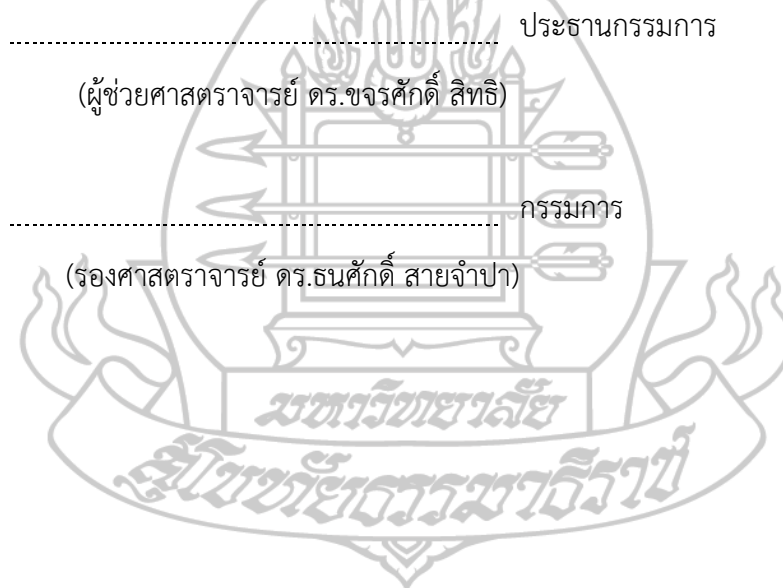 ประธานกรรมการ
(ผู้ช่วยศาสตราจารย์ ดร.ขจรศักดิ์ สิทธิ)
กรรมการ
(รองศาสตราจารย์ ดร.ธนศักดิ์ สายจำปา)
มหาวิทยาลัย
สุโขทัยธรรมาธิราช